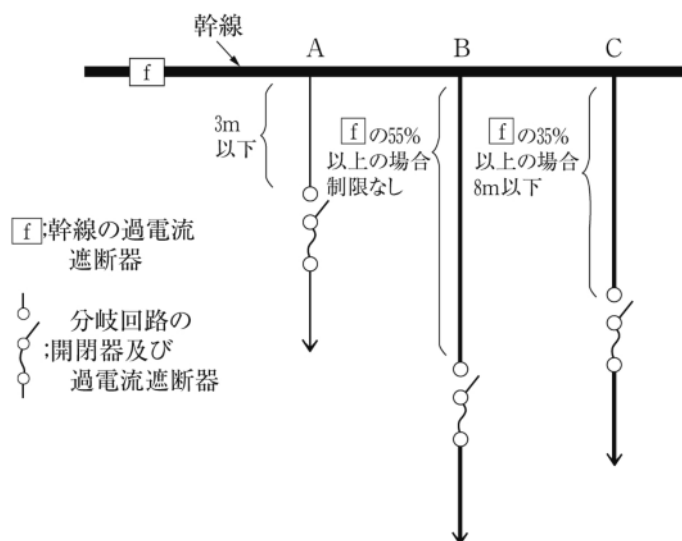 幹線
A
B
C
f
3m
以下
fの55%
以上の場合
制限なし
fの35%
以上の場合
8m以下
f;幹線の過電流
遮断器
分岐回路の
;開閉器及び
過電流遮断器